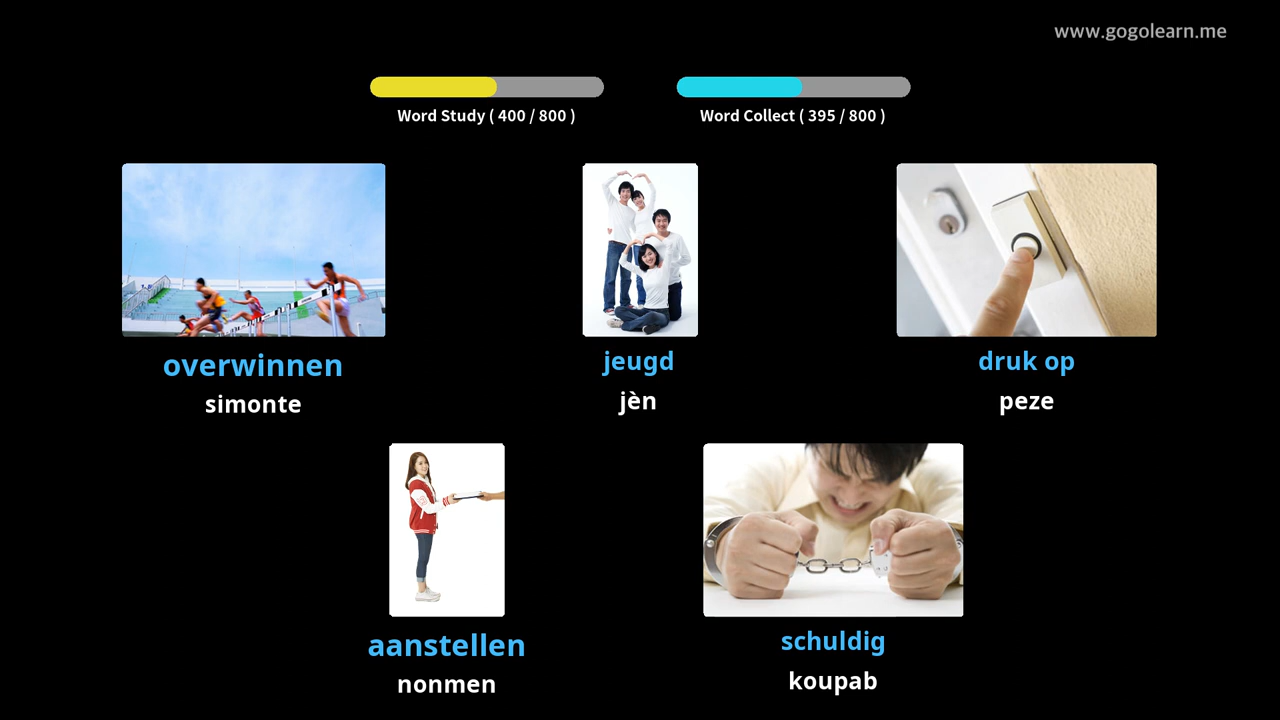 www.gogolearn.me
Word Study ( 400 / 800 )
Word Collect ( 395 / 800 )
overwinnen
simonte
jeugd
jèn
druk op
peze
aanstellen
nonmen
schuldig
koupab